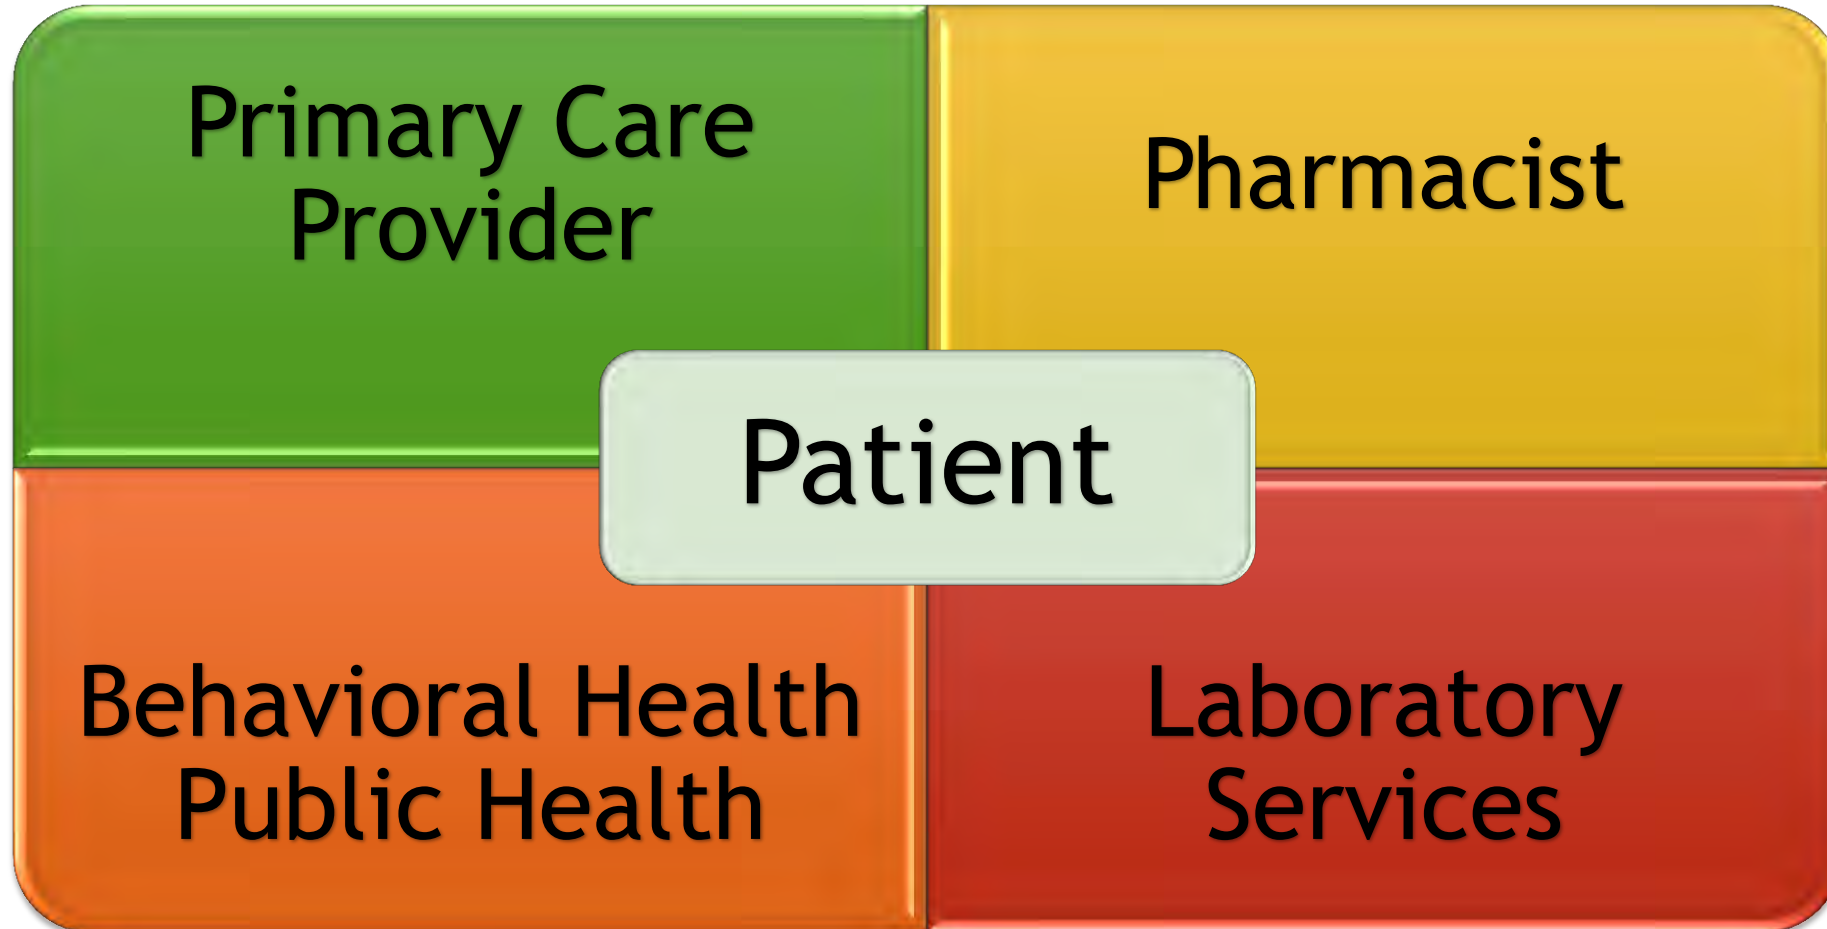 Primary Care
Provider
Pharmacist
Patient
Behavioral Health
Public Health
Laboratory
Services